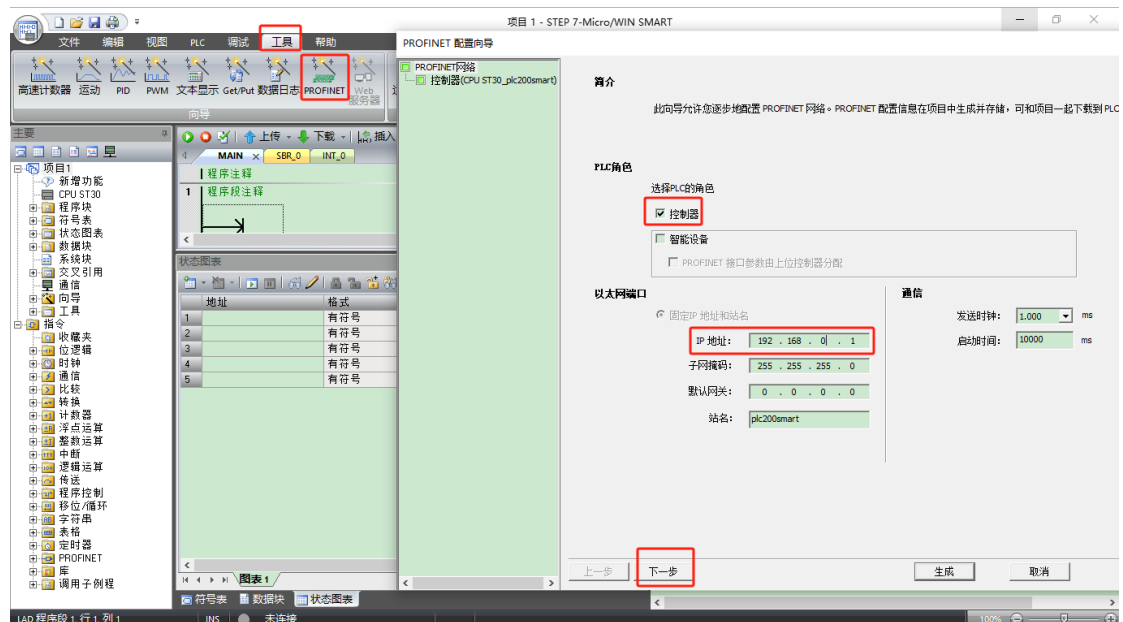 项目 1 - STEP 7-Micro/WIN SMART
文件 编辑 视图 PLC 调试 工具 帮助
高速计数器 运动 PID PWM 文本显示 Get/Put 数据日志 PROFINET Web服务器
向导
主要
项目1
新增功能
CPU ST30
程序块
符号表
状态图表
数据块
系统块
交叉引用
通信
向导
工具
指令
收藏夹
位逻辑
时钟
通信
比较
转换
计数器
浮点运算
整数运算
中断
逻辑运算
传送
程序控制
移位/循环
字符串
表格
定时器
PROFINET
库
调用子例程
上传 下载 插入
MAIN SBR_0 INT_0
程序注释
1 程序段注释
状态图表
地址 格式
1 有符号
2 有符号
3 有符号
4 有符号
5 有符号
图表 1
符号表 数据块 状态图表
LAD 程序段 1, 行 1, 列 1 INS 未连接
100%
PROFINET 配置向导
PROFINET网络
控制器(CPU ST30_plc200smart)
简介
此向导允许您逐步地配置 PROFINET 网络。PROFINET 配置信息在项目中生成并存储，可和项目一起下载到 PLC
PLC角色
选择PLC的角色
控制器
智能设备
PROFINET 接口参数由上位控制器分配
以太网端口
固定IP 地址和站名
IP 地址: 192 . 168 . 0 . 1
子网掩码: 255 . 255 . 255 . 0
默认网关: 0 . 0 . 0 . 0
站名: plc200smart
通信
发送时钟: 1.000 ms
启动时间: 10000 ms
上一步 下一步 生成 取消